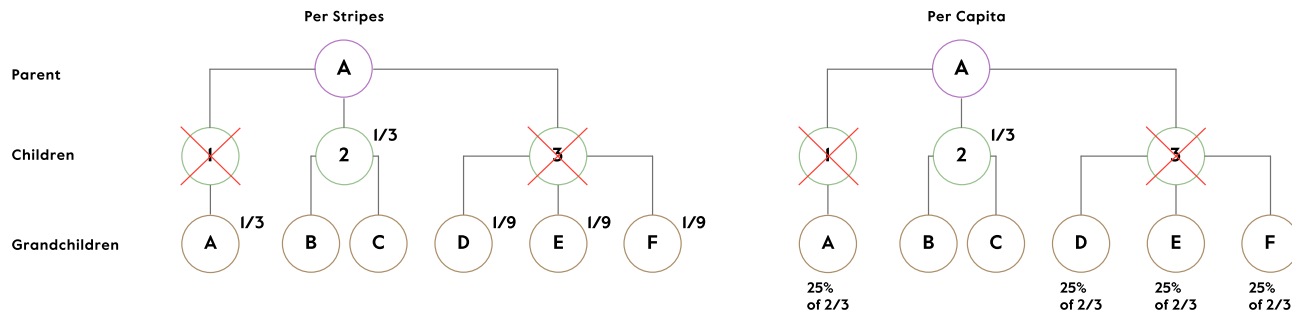 Per Stripes
Per Capita
Parent
A
A
Children
1
2
1/3
3
1
2
1/3
3
Grandchildren
A
1/3
B
C
D
1/9
E
1/9
F
1/9
A
B
C
D
E
F
25%
of 2/3
25%
of 2/3
25%
of 2/3
25%
of 2/3